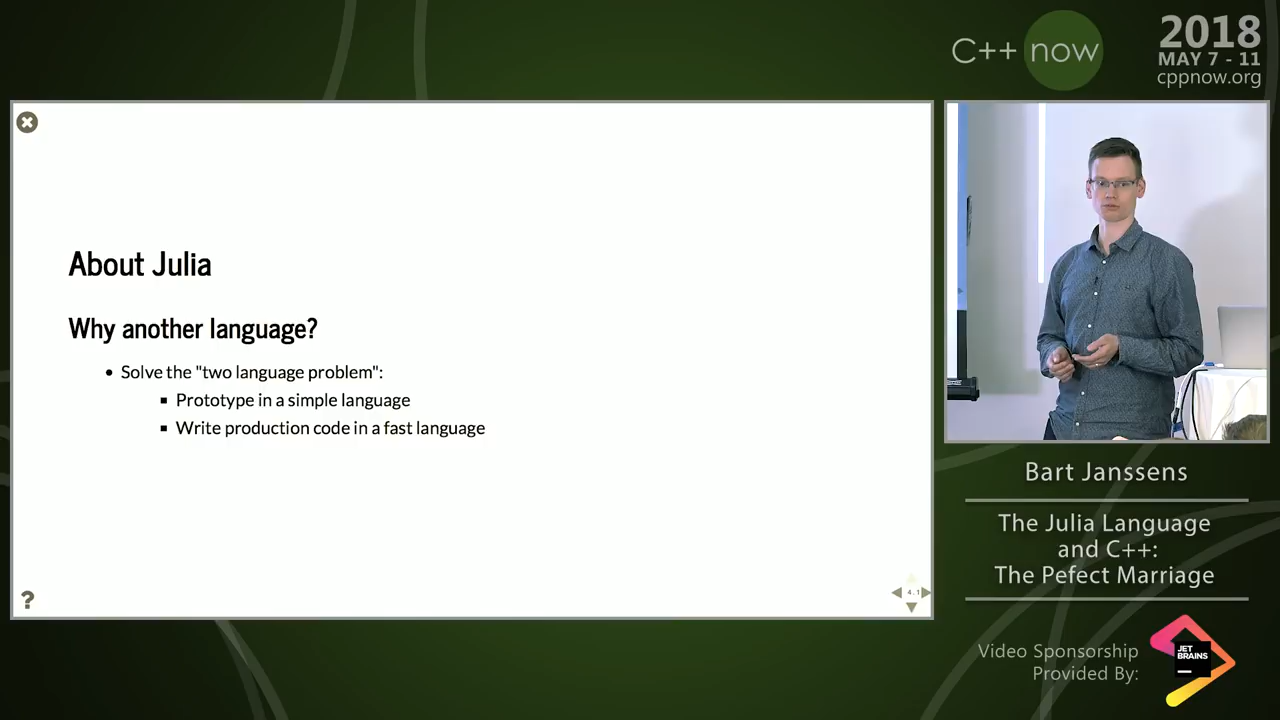 C++ now
2018
MAY 7 - 11
cppnow.org
About Julia
Why another language?
Solve the "two language problem":
Prototype in a simple language
Write production code in a fast language
?
4.1
Bart Janssens
The Julia Language
and C++:
The Pefect Marriage
Video Sponsorship
Provided By:
JET
BRAINS